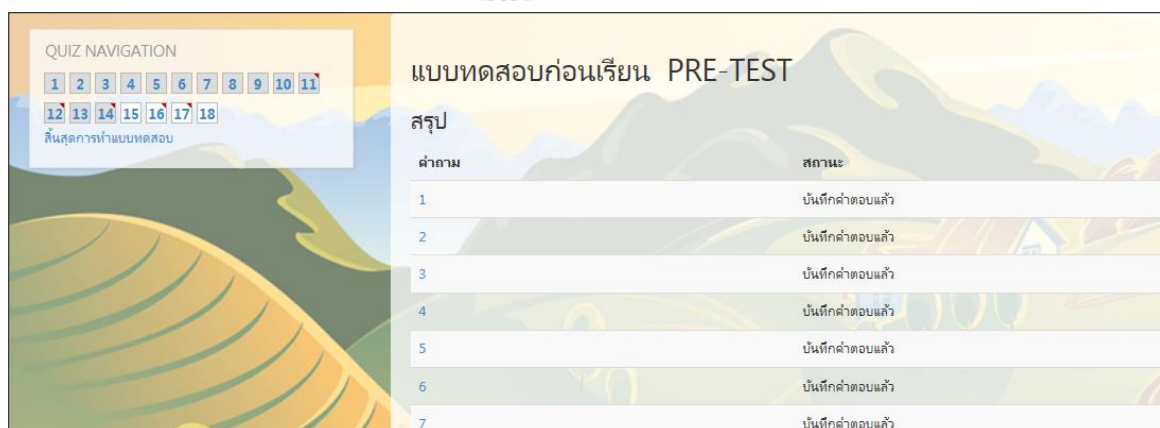 QUIZ NAVIGATION
1 2 3 4 5 6 7 8 9 10 11
12 13 14 15 16 17 18
สิ้นสุดการทำแบบทดสอบ
แบบทดสอบก่อนเรียน PRE-TEST
สรุป
คำถาม สถานะ
1 บันทึกคำตอบแล้ว
2 บันทึกคำตอบแล้ว
3 บันทึกคำตอบแล้ว
4 บันทึกคำตอบแล้ว
5 บันทึกคำตอบแล้ว
6 บันทึกคำตอบแล้ว
7 บันทึกคำตอบแล้ว